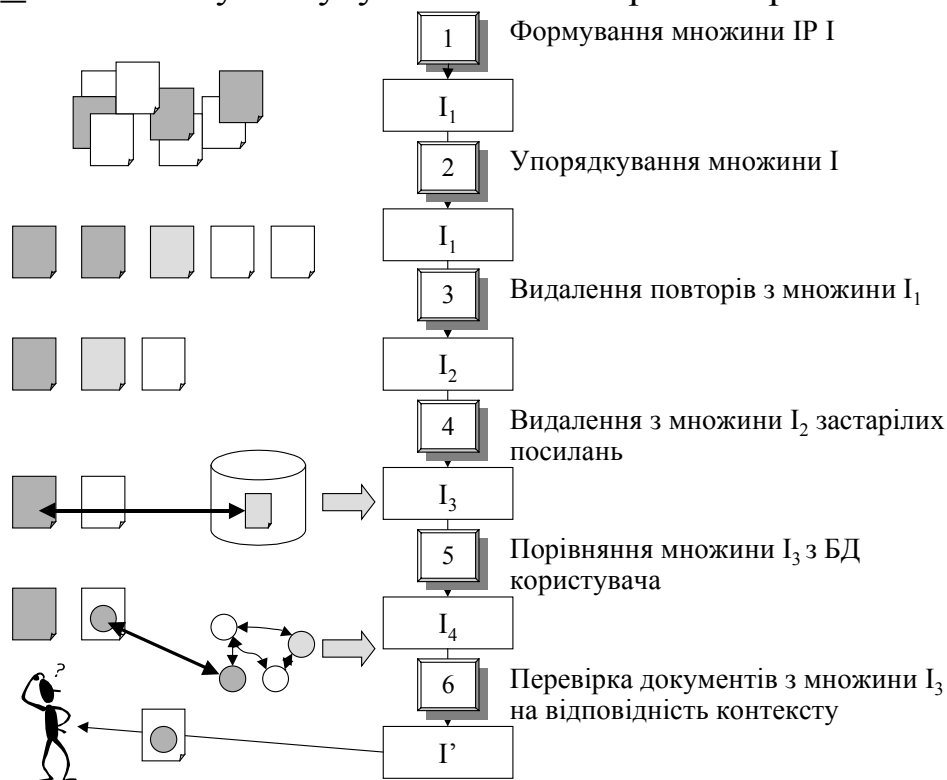 1 Формування множини ІР І
I₁
2 Упорядкування множини І
I₁
3 Видалення повторів з множини I₁
I₂
4 Видалення з множини I₂ застарілих
посилань
I₃
5 Порівняння множини I₃ з БД
користувача
I₄
6 Перевірка документів з множини I₃
на відповідність контексту
?
I’